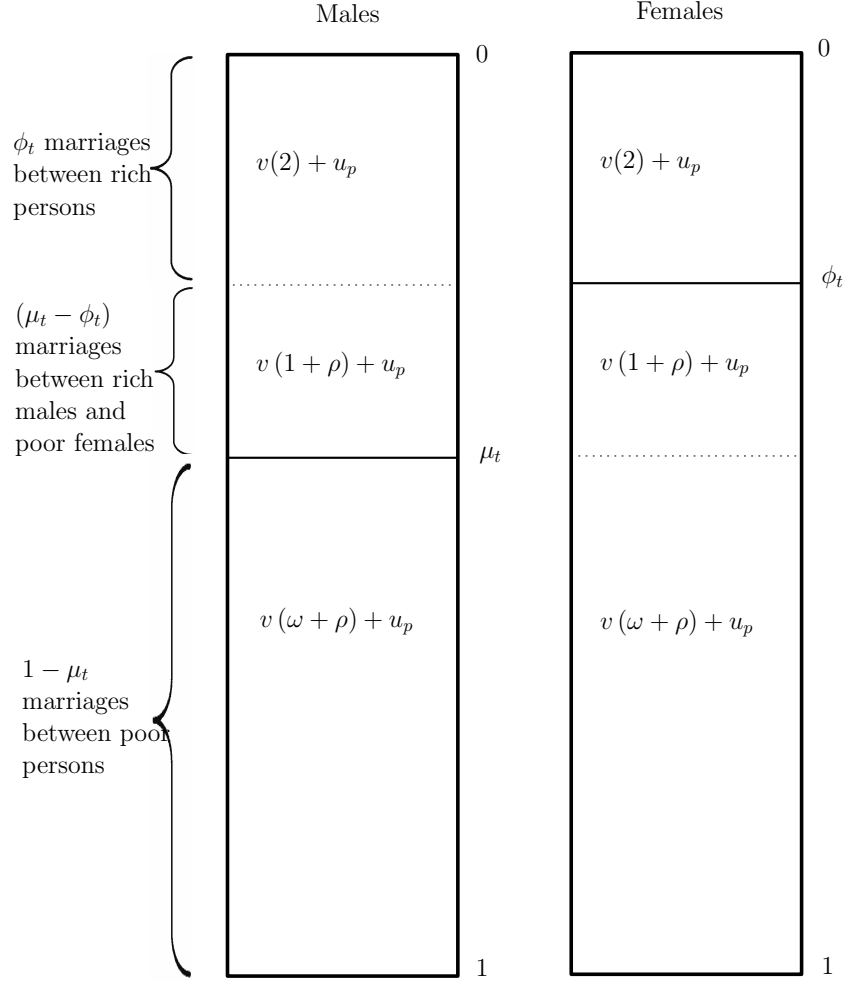 Males
Females
0
0
ϕ_t marriages
between rich
persons
v(2) + u_p
v(2) + u_p
ϕ_t
(μ_t − ϕ_t)
marriages
between rich
males and
poor females
v (1 + ρ) + u_p
v (1 + ρ) + u_p
μ_t
v (ω + ρ) + u_p
v (ω + ρ) + u_p
1 − μ_t
marriages
between poor
persons
1
1